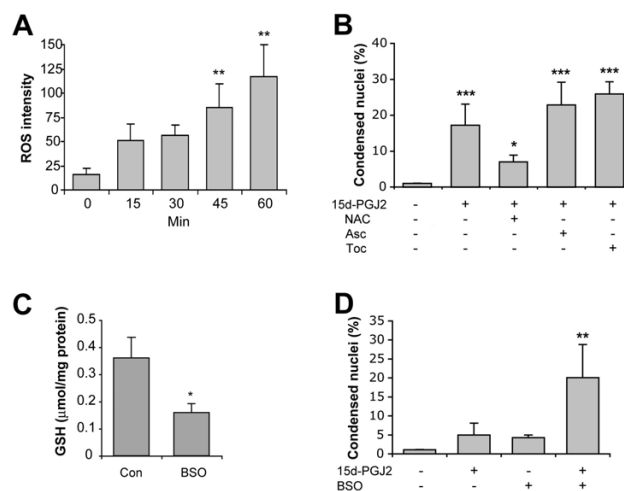 A
ROS intensity
150
125
100
75
50
25
0
**
**
0 15 30 45 60
Min
B
Condensed nuclei (%)
40
30
20
10
0
***
*
***
***
15d-PGJ2 - + + + +
NAC - - + - -
Asc - - - + -
Toc - - - - +
C
GSH (μmol/mg protein)
0.5
0.4
0.3
0.2
0.1
0
*
Con BSO
D
Condensed nuclei (%)
35
30
25
20
15
10
5
0
**
15d-PGJ2 - + - +
BSO - - + +